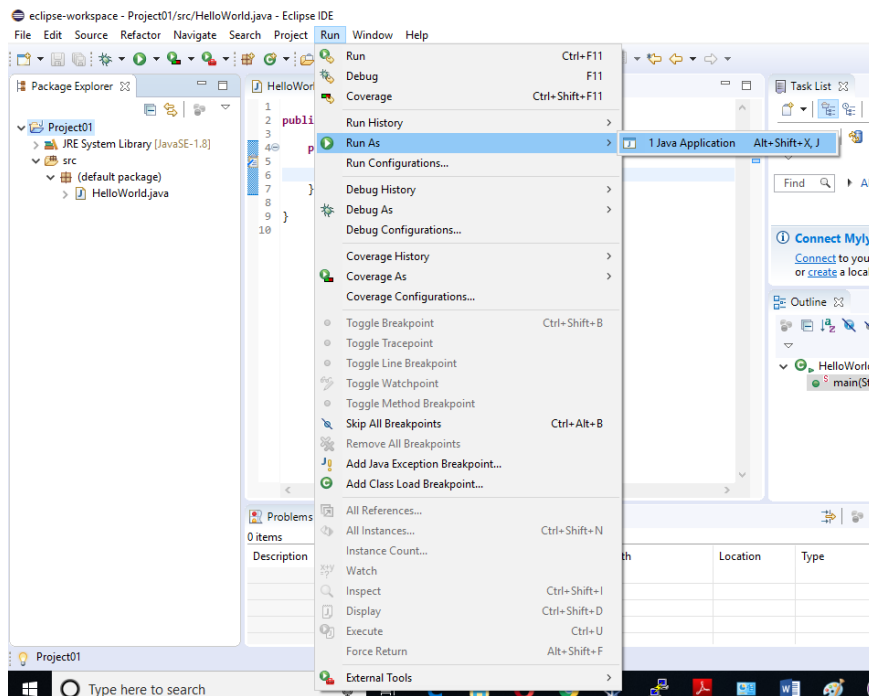 eclipse-workspace - Project01/src/HelloWorld.java - Eclipse IDE
File Edit Source Refactor Navigate Search Project Run Window Help
Package Explorer
Project01
JRE System Library [JavaSE-1.8]
src
(default package)
HelloWorld.java
1
2 publi
3
4
5
6
7 }
8
9 }
10
Run Ctrl+F11
Debug F11
Coverage Ctrl+Shift+F11
Run History
Run As
Run Configurations...
Debug History
Debug As
Debug Configurations...
Coverage History
Coverage As
Coverage Configurations...
Toggle Breakpoint Ctrl+Shift+B
Toggle Tracepoint
Toggle Line Breakpoint
Toggle Watchpoint
Toggle Method Breakpoint
Skip All Breakpoints Ctrl+Alt+B
Remove All Breakpoints
Add Java Exception Breakpoint...
Add Class Load Breakpoint...
All References...
All Instances... Ctrl+Shift+N
Instance Count...
Watch
Inspect Ctrl+Shift+I
Display Ctrl+Shift+D
Execute Ctrl+U
Force Return Alt+Shift+F
External Tools
1 Java Application Alt+Shift+X, J
Task List
Find
Connect Myly
Connect to you
or create a local
Outline
HelloWorl
main(St
Problems
0 items
Description
Location
Type
Project01
Type here to search